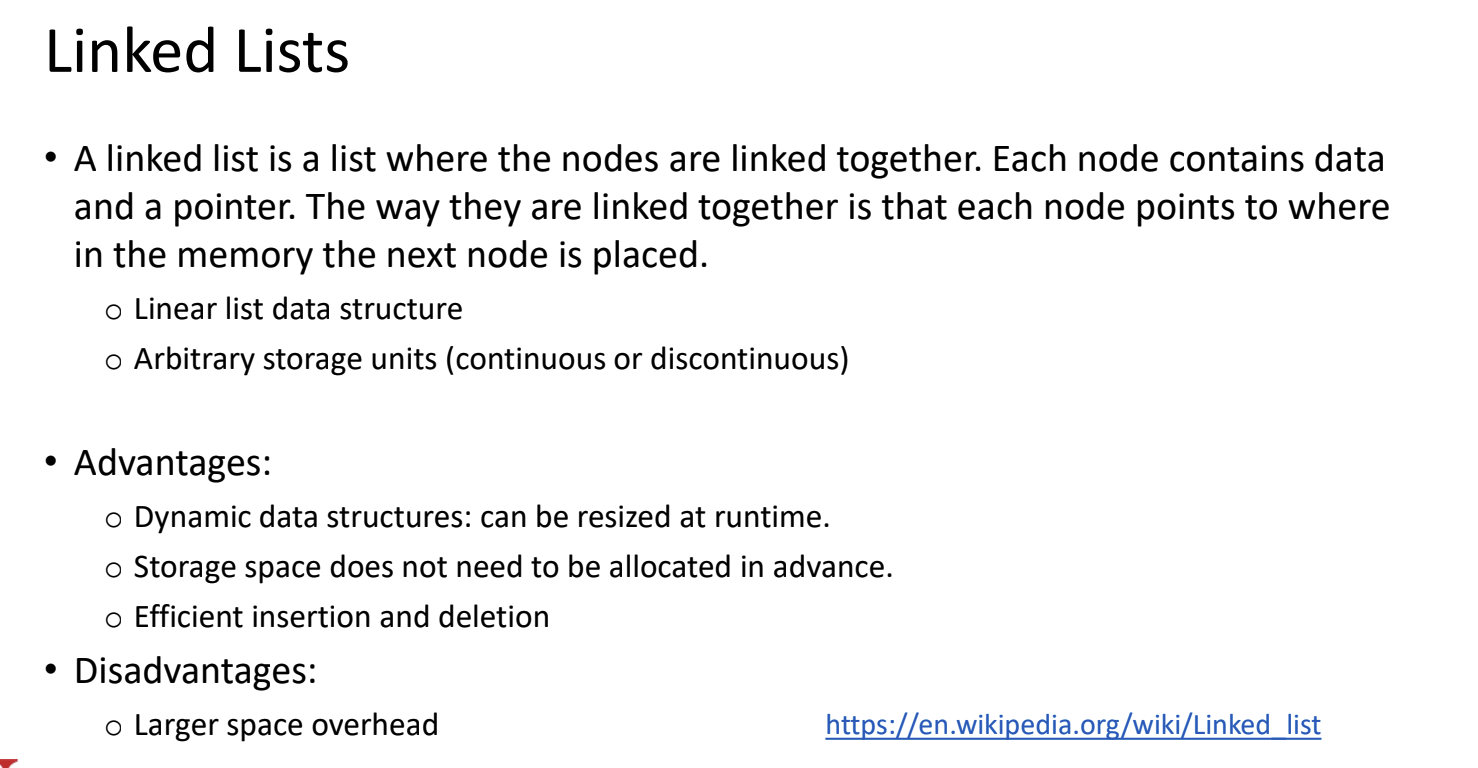 Linked Lists
• A linked list is a list where the nodes are linked together. Each node contains data
and a pointer. The way they are linked together is that each node points to where
in the memory the next node is placed.
o Linear list data structure
o Arbitrary storage units (continuous or discontinuous)
• Advantages:
o Dynamic data structures: can be resized at runtime.
o Storage space does not need to be allocated in advance.
o Efficient insertion and deletion
• Disadvantages:
o Larger space overhead
https://en.wikipedia.org/wiki/Linked_list